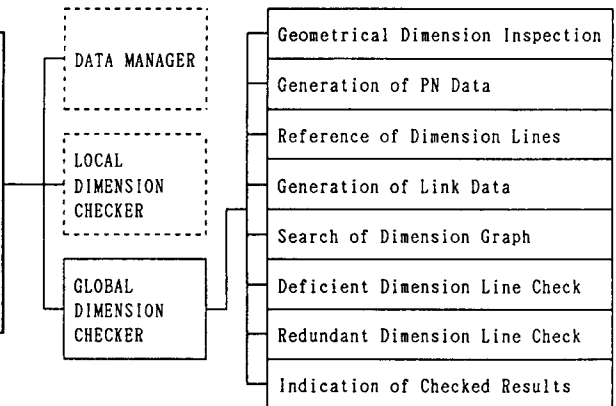 DATA MANAGER
LOCAL
DIMENSION
CHECKER
GLOBAL
DIMENSION
CHECKER
Geometrical Dimension Inspection
Generation of PN Data
Reference of Dimension Lines
Generation of Link Data
Search of Dimension Graph
Deficient Dimension Line Check
Redundant Dimension Line Check
Indication of Checked Results